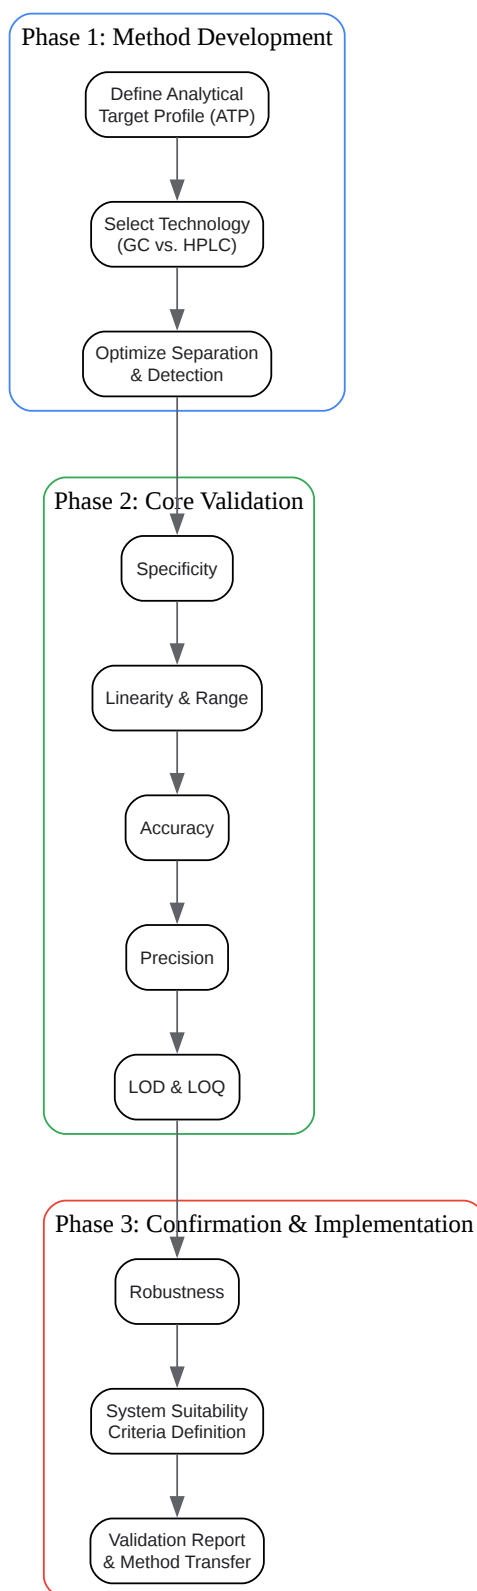 Phase 1: Method Development
Define Analytical
Target Profile (ATP)
Select Technology
(GC vs. HPLC)
Optimize Separation
& Detection
Phase 2: Core Validation
Specificity
Linearity & Range
Accuracy
Precision
LOD & LOQ
Phase 3: Confirmation & Implementation
Robustness
System Suitability
Criteria Definition
Validation Report
& Method Transfer